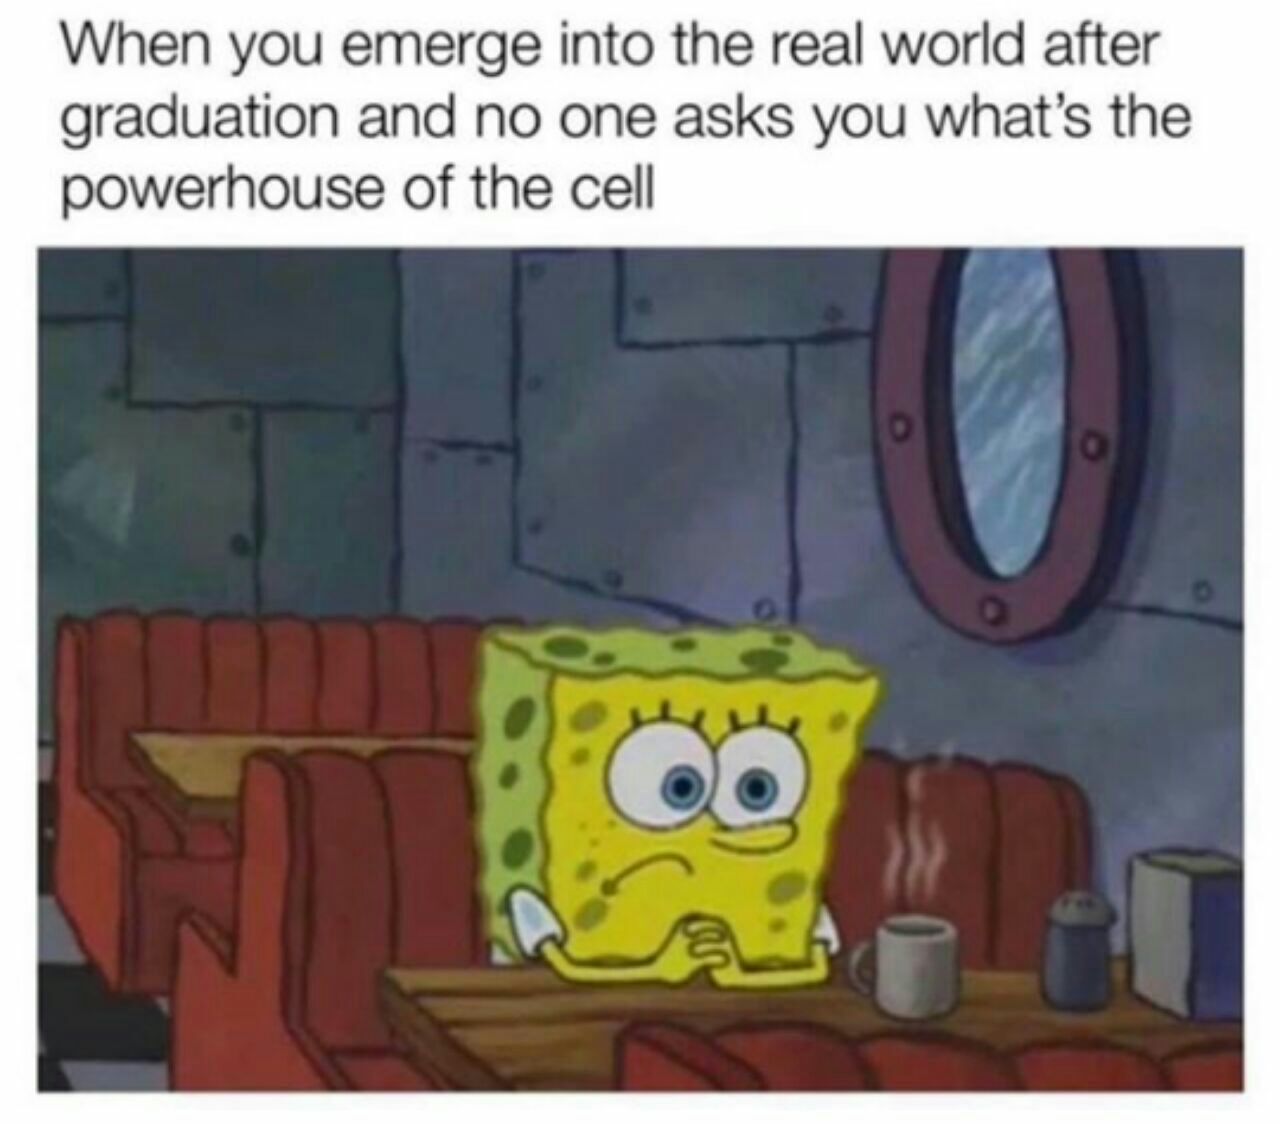 When you emerge into the real world after
graduation and no one asks you what's the
powerhouse of the cell